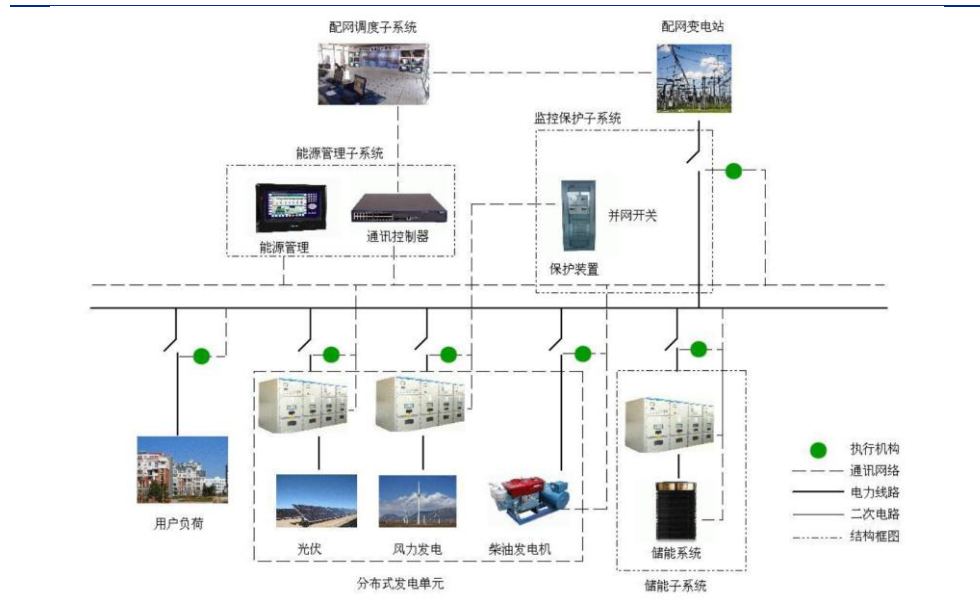 配网调度子系统
配网变电站
监控保护子系统
能源管理子系统
并网开关
通讯控制器
能源管理
保护装置
执行机构
通讯网络
电力线路
二次电路
结构框图
用户负荷
光伏
风力发电
柴油发电机
储能系统
分布式发电单元
储能子系统